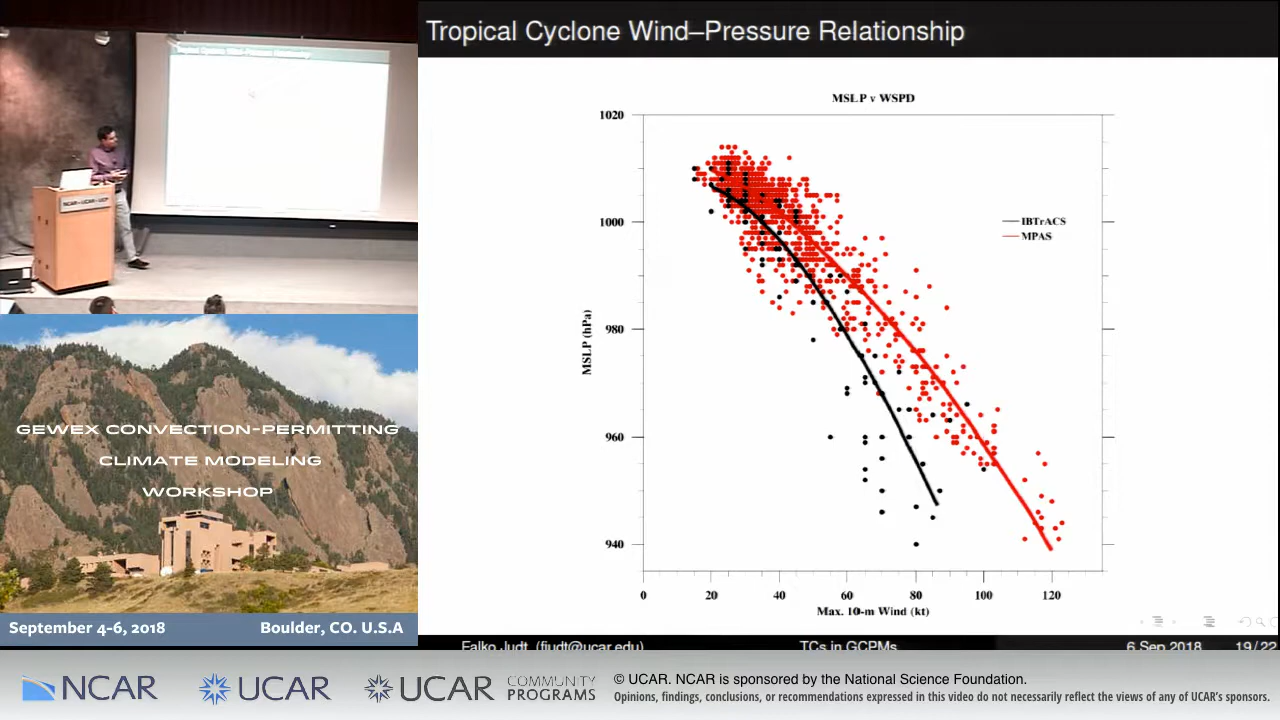 Tropical Cyclone Wind–Pressure Relationship
MSLP v WSPD
1020
1000
980
960
940
MSLP (hPa)
IBTrACS
MPAS
0 20 40 60 80 100 120
Max. 10-m Wind (kt)
Falko Judt (fjudt@ucar.edu) TCs in GCPMs 6 Sep 2018 19/22
NCAR • UCAR • UCP
GEWEX CONVECTION-PERMITTING
CLIMATE MODELING
WORKSHOP
September 4-6, 2018 Boulder, CO. U.S.A
NCAR
UCAR
UCAR COMMUNITY PROGRAMS
© UCAR. NCAR is sponsored by the National Science Foundation.
Opinions, findings, conclusions, or recommendations expressed in this video do not necessarily reflect the views of any of UCAR's sponsors.